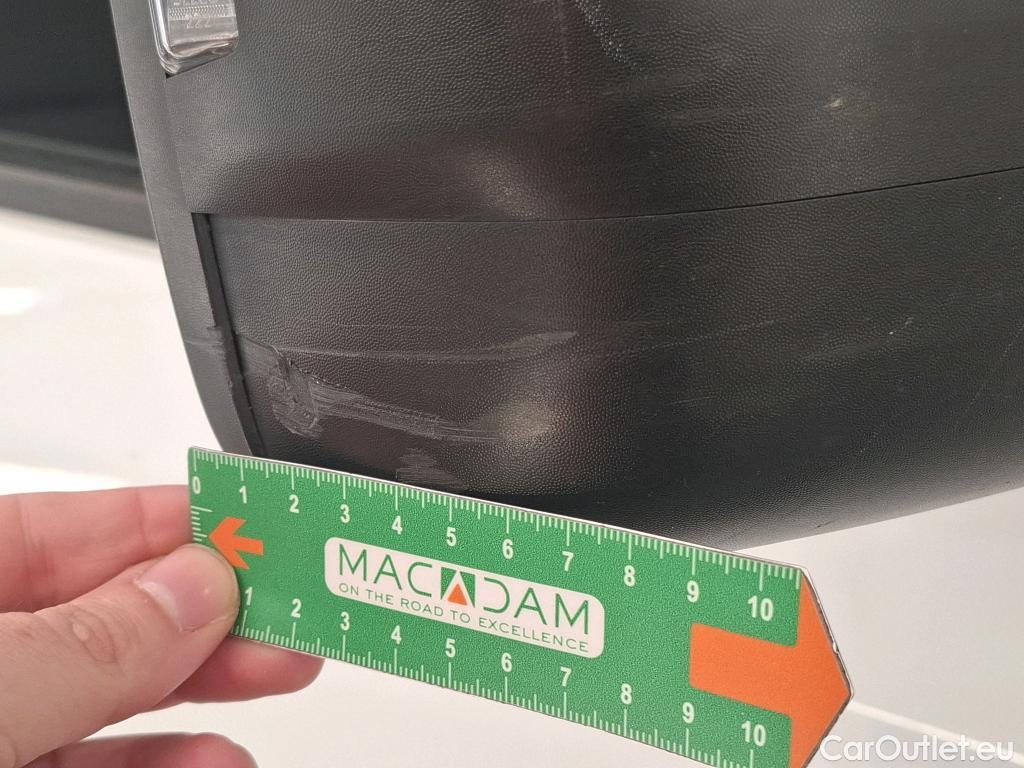 0 1 2 3 4 5 6 7 8 9 10
MACADAM
ON THE ROAD TO EXCELLENCE
1 2 3 4 5 6 7 8 9 10
CarOutlet.eu